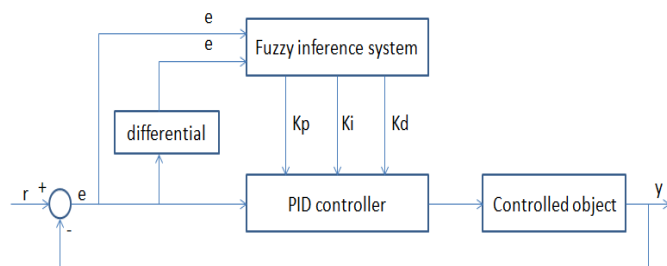 e
Fuzzy inference system
e
differential
Kp Ki Kd
r + e
PID controller
Controlled object
y
-